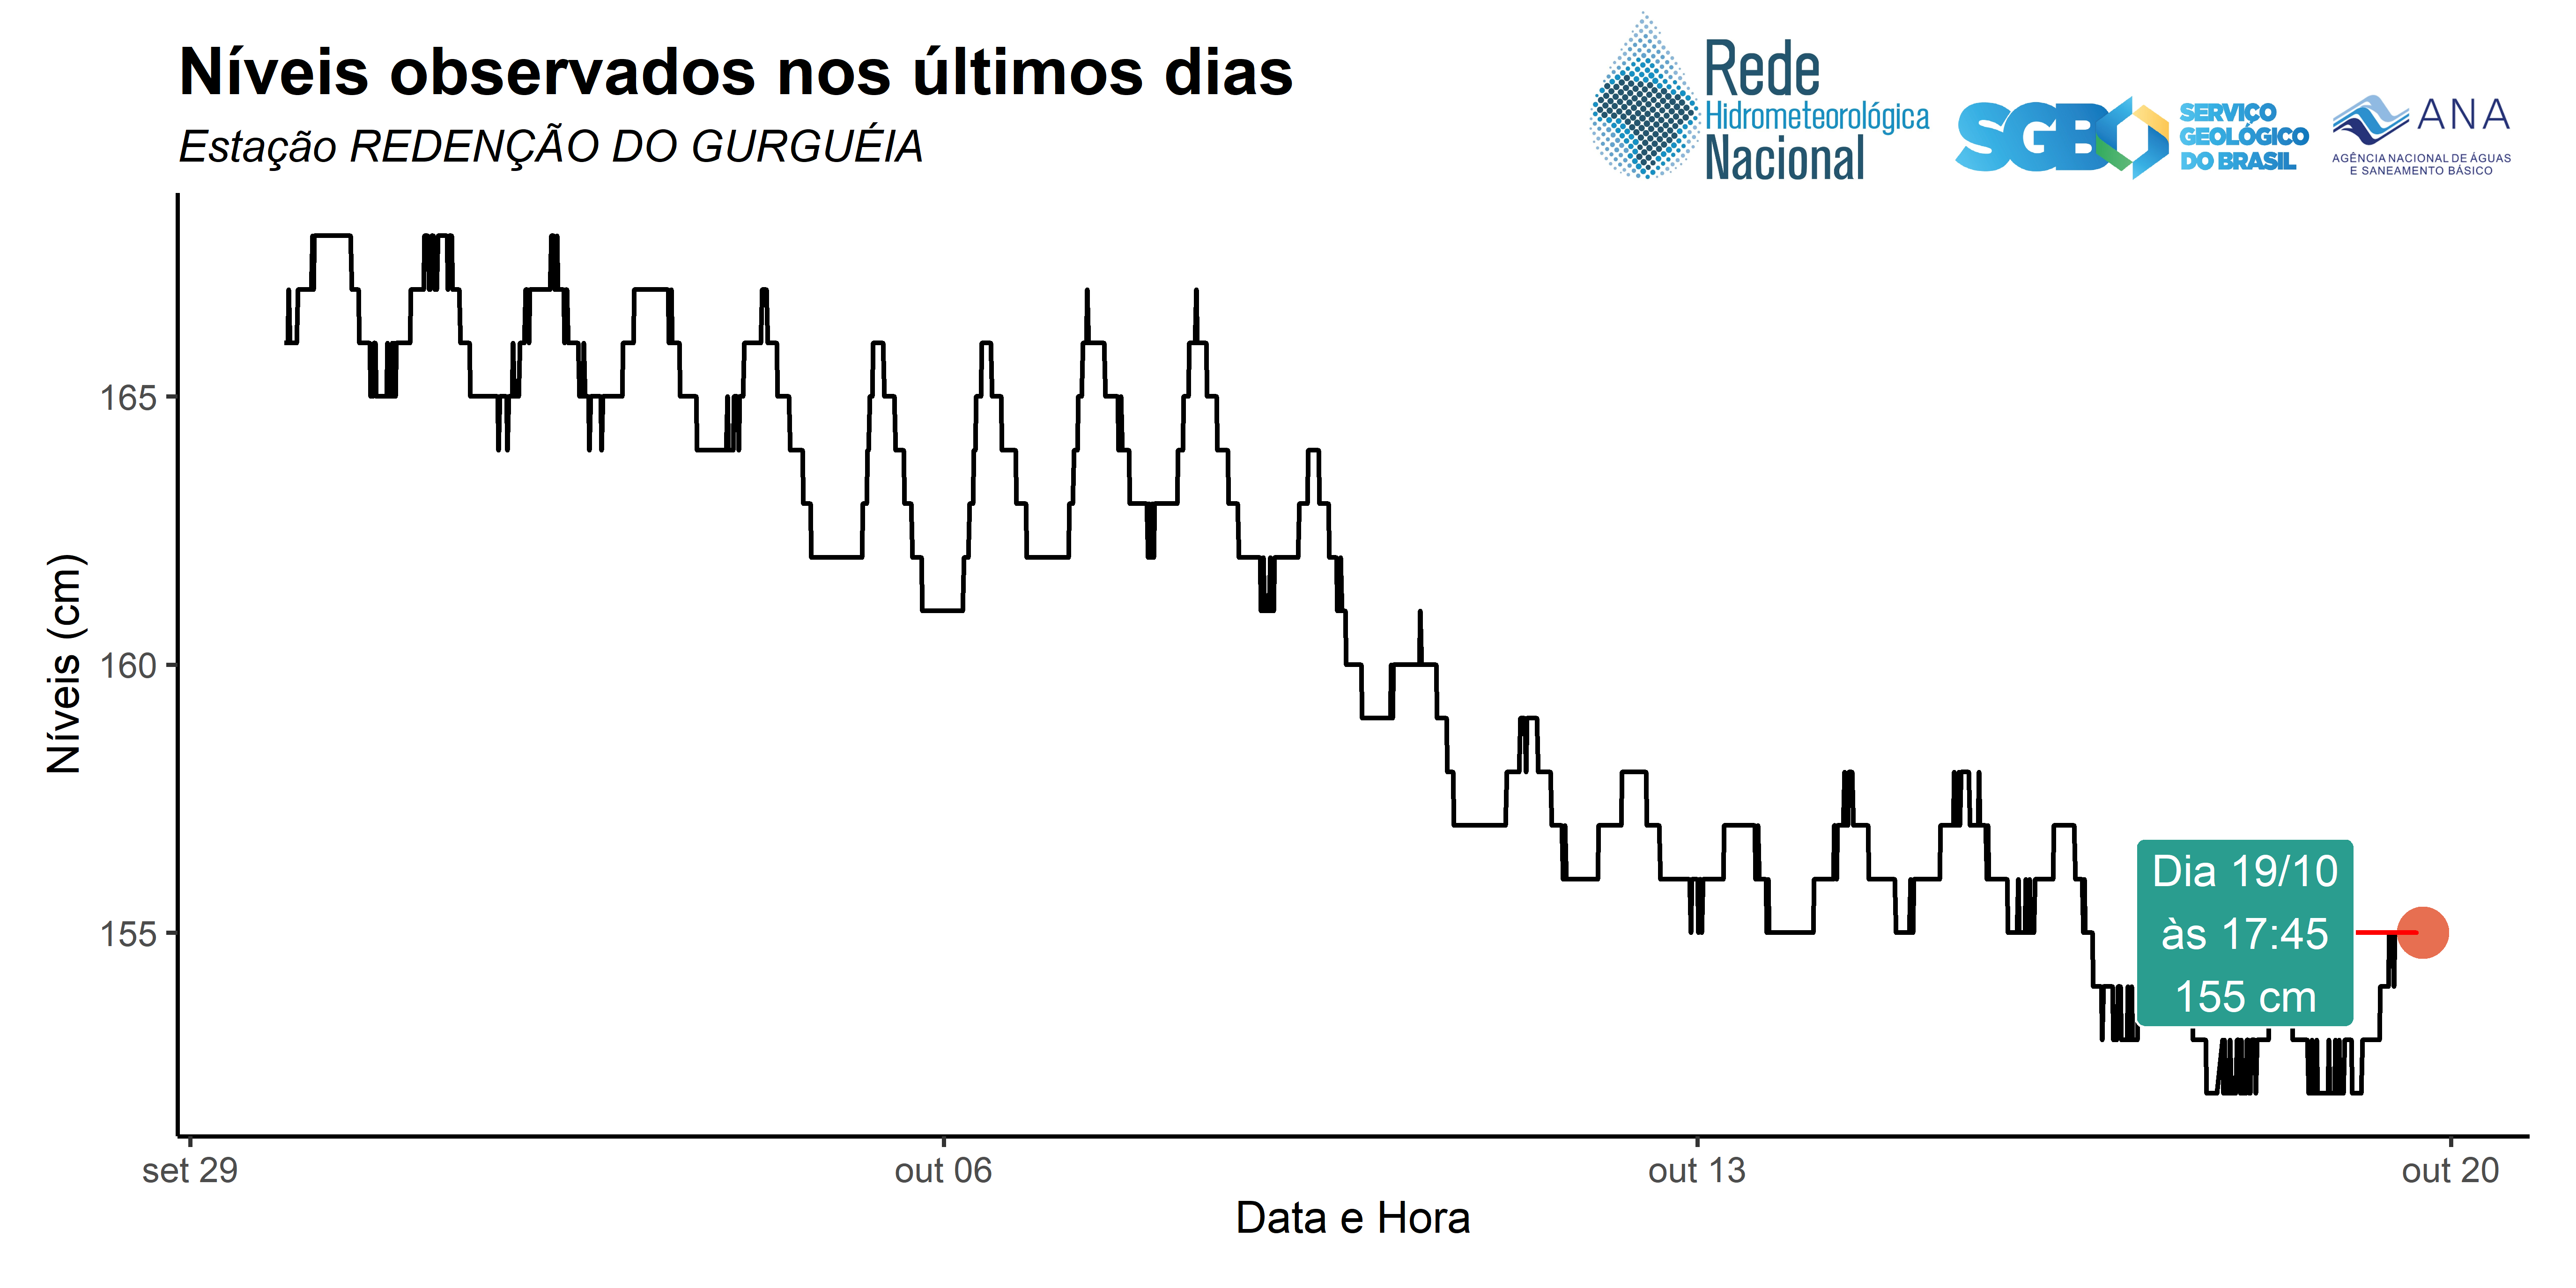 Níveis observados nos últimos dias
Estação REDENÇÃO DO GURGUÉIA
Rede
Hidrometeorológica
Nacional
SGB
SERVIÇO
GEOLÓGICO
DO BRASIL
ANA
AGÊNCIA NACIONAL DE ÁGUAS
E SANEAMENTO BÁSICO
Níveis (cm)
165
160
155
Dia 19/10
às 17:45
155 cm
set 29
out 06
out 13
out 20
Data e Hora